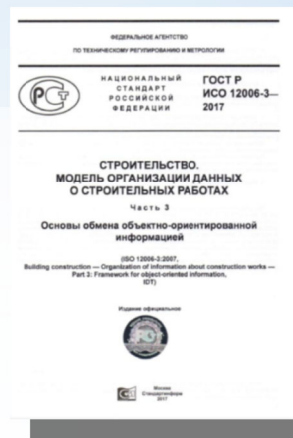 ФЕДЕРАЛЬНОЕ АГЕНТСТВО
ПО ТЕХНИЧЕСКОМУ РЕГУЛИРОВАНИЮ И МЕТРОЛОГИИ
НАЦИОНАЛЬНЫЙ
СТАНДАРТ
РОССИЙСКОЙ
ФЕДЕРАЦИИ
ГОСТ Р
ИСО 12006-3—
2017
СТРОИТЕЛЬСТВО.
МОДЕЛЬ ОРГАНИЗАЦИИ ДАННЫХ
О СТРОИТЕЛЬНЫХ РАБОТАХ
Часть 3
Основы обмена объектно-ориентированной
информацией
(ISO 12006-3:2007,
Building construction — Organization of information about construction works —
Part 3: Framework for object-oriented information,
IDT)
Издание официальное
Москва
Стандартинформ
2017